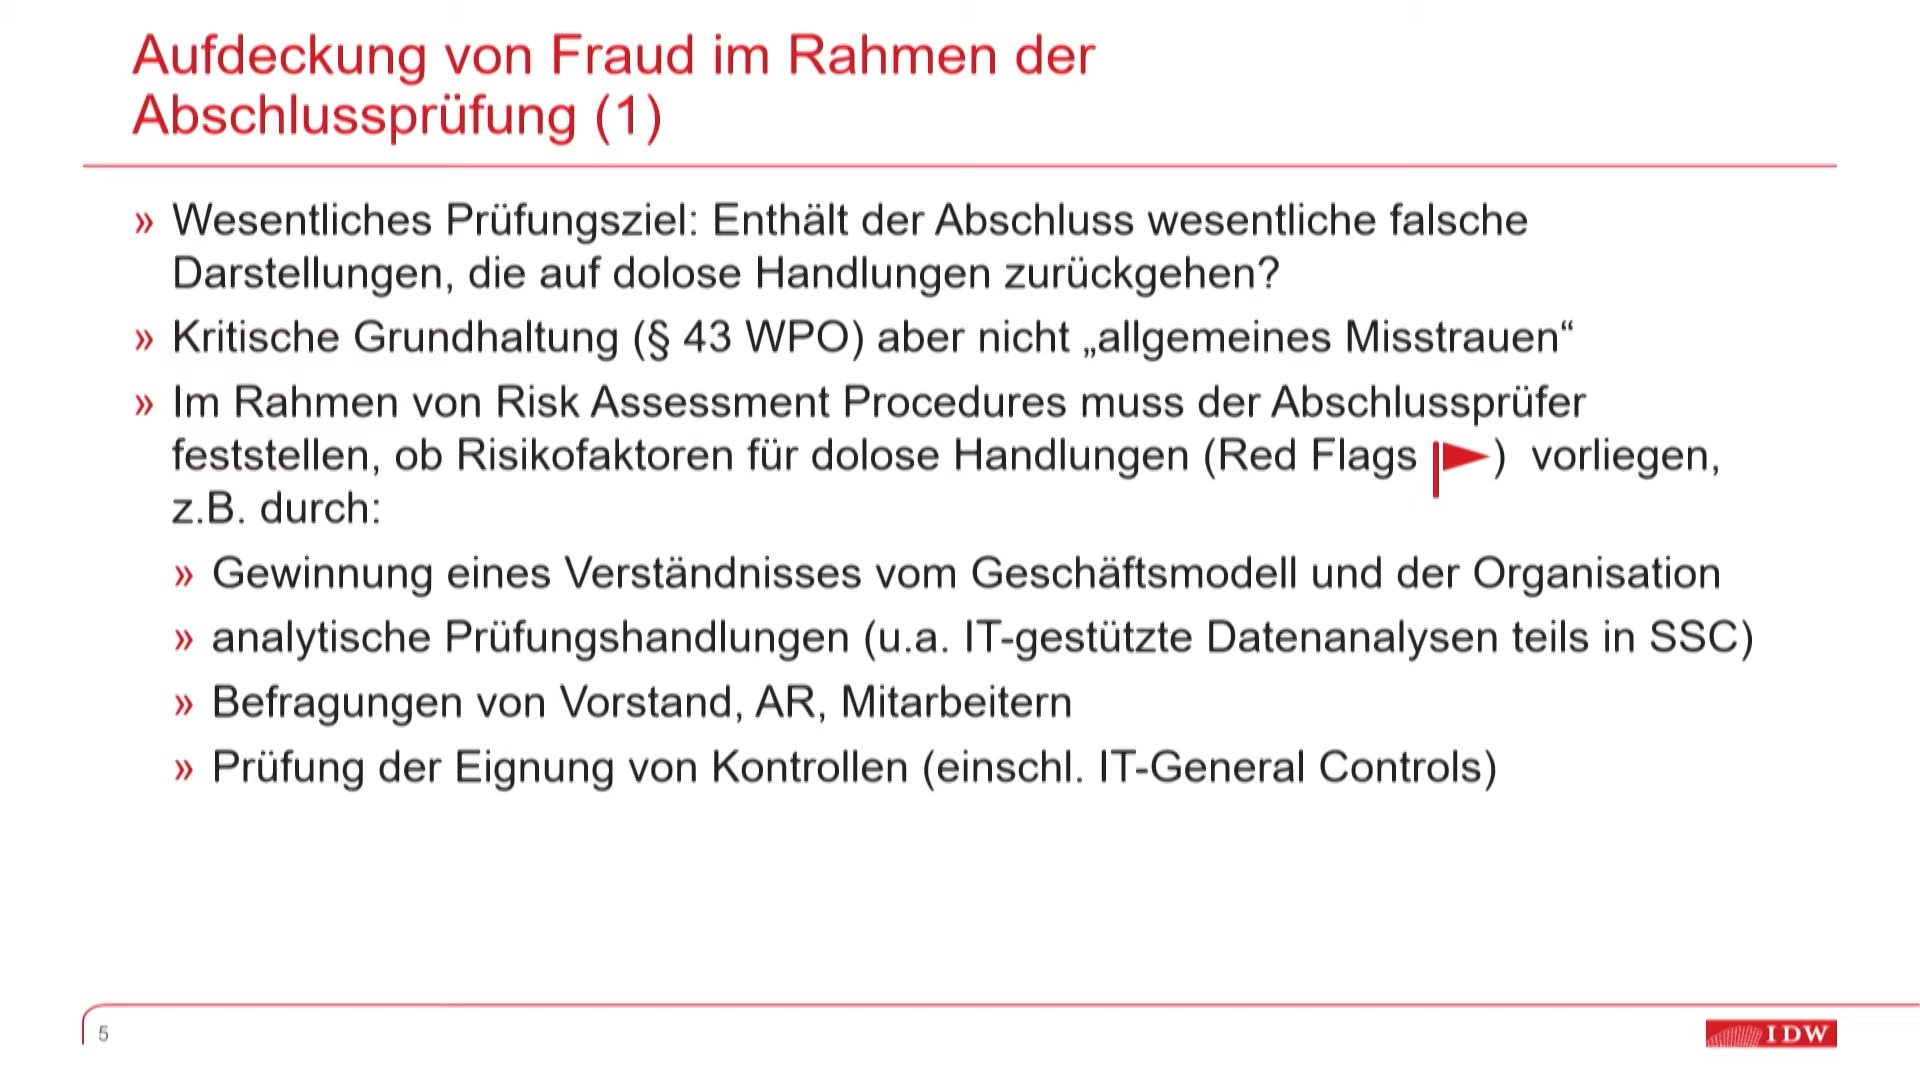 Aufdeckung von Fraud im Rahmen der
Abschlussprüfung (1)
» Wesentliches Prüfungsziel: Enthält der Abschluss wesentliche falsche
Darstellungen, die auf dolose Handlungen zurückgehen?
» Kritische Grundhaltung (§ 43 WPO) aber nicht „allgemeines Misstrauen“
» Im Rahmen von Risk Assessment Procedures muss der Abschlussprüfer
feststellen, ob Risikofaktoren für dolose Handlungen (Red Flags ) vorliegen,
z.B. durch:
» Gewinnung eines Verständnisses vom Geschäftsmodell und der Organisation
» analytische Prüfungshandlungen (u.a. IT-gestützte Datenanalysen teils in SSC)
» Befragungen von Vorstand, AR, Mitarbeitern
» Prüfung der Eignung von Kontrollen (einschl. IT-General Controls)
5
IDW